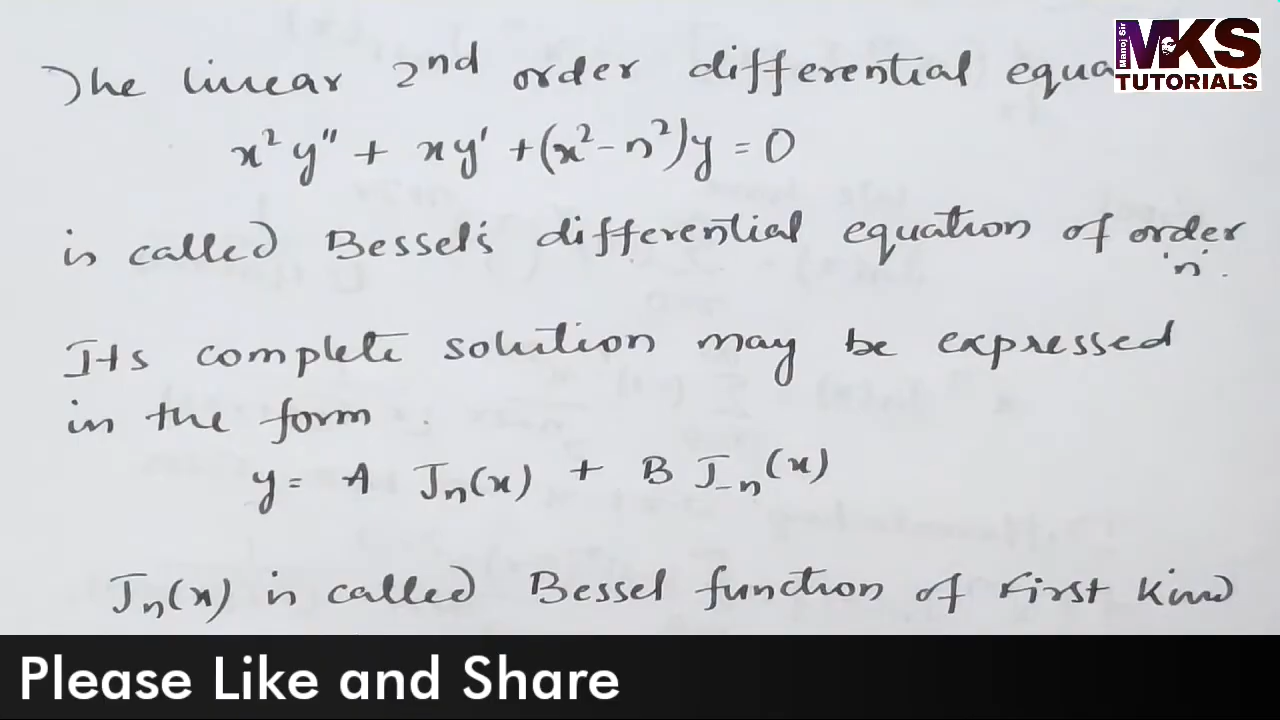 The linear 2nd order differential equa
x² y" + xy' + (x² - n²)y = 0
is called Bessel's differential equation of order
'n'.
Its complete solution may be expressed
in the form
y = A Jn(x) + B J-n(x)
Jn(x) is called Bessel function of First Kind
Manoj Sir
MKS
TUTORIALS
Please Like and Share